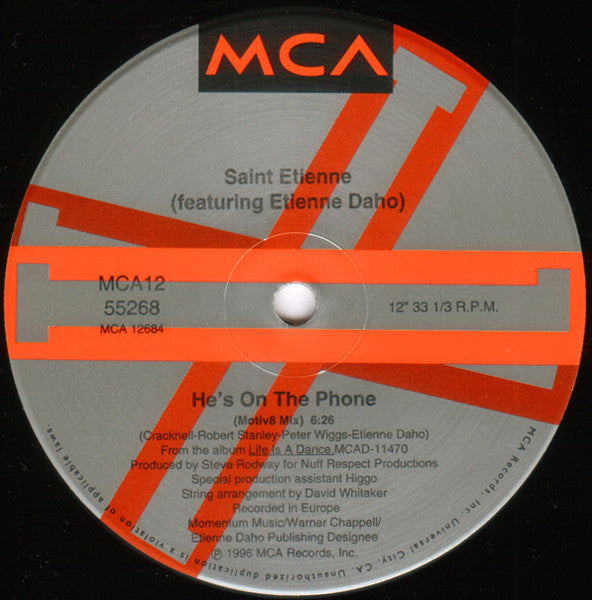 MCA
Saint Etienne
(featuring Etienne Daho)
MCA12
55268
MCA 12684
12" 33 1/3 R.P.M.
He's On The Phone
(Motiv8 Mix) 6:26
(Cracknell-Robert Stanley-Peter Wiggs-Etienne Daho)
From the album Life Is A Dance,MCAD-11470
Produced by Steve Rodway for Nuff Respect Productions
Special production assistant Higgo
String arrangement by David Whitaker
Recorded in Europe
Momentum Music/Warner Chappell/
Etienne Daho Publishing Designee
℗ 1996 MCA Records, Inc.
MCA Records, Inc. Universal City, CA. Unauthorized duplication is a violation of applicable laws.